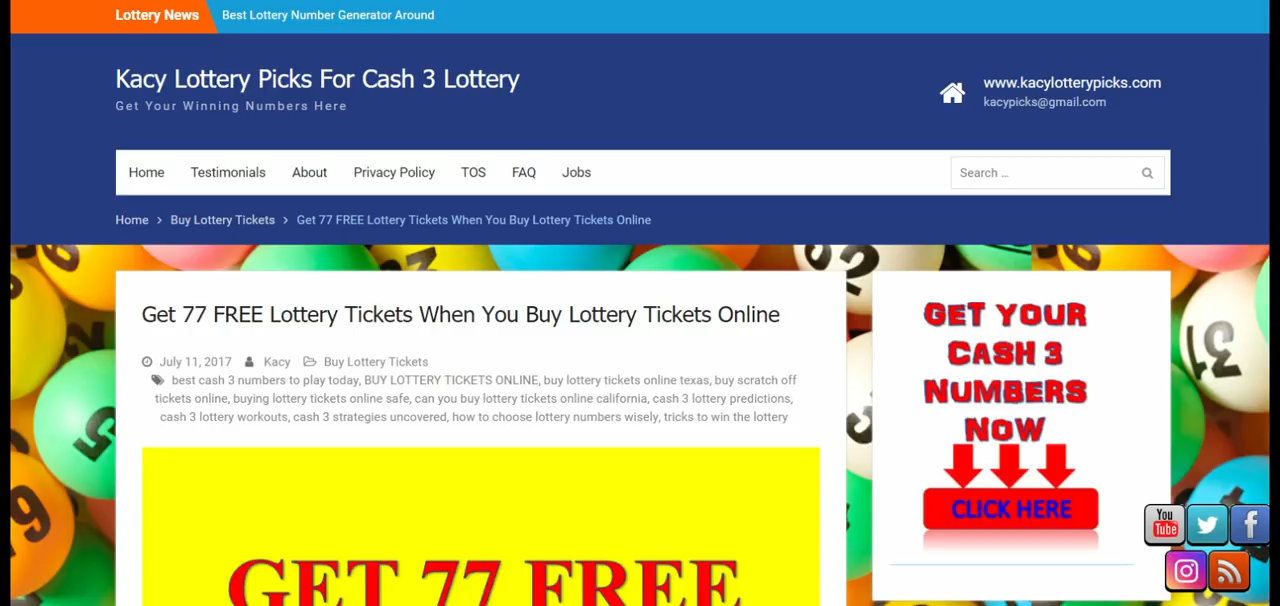 Lottery News
Best Lottery Number Generator Around
Kacy Lottery Picks For Cash 3 Lottery
Get Your Winning Numbers Here
www.kacylotterypicks.com
kacypicks@gmail.com
Home Testimonials About Privacy Policy TOS FAQ Jobs
Search ...
Home > Buy Lottery Tickets > Get 77 FREE Lottery Tickets When You Buy Lottery Tickets Online
Get 77 FREE Lottery Tickets When You Buy Lottery Tickets Online
July 11, 2017 Kacy Buy Lottery Tickets
best cash 3 numbers to play today, BUY LOTTERY TICKETS ONLINE, buy lottery tickets online texas, buy scratch off
tickets online, buying lottery tickets online safe, can you buy lottery tickets online california, cash 3 lottery predictions,
cash 3 lottery workouts, cash 3 strategies uncovered, how to choose lottery numbers wisely, tricks to win the lottery
GET 77 FREE
GET YOUR
CASH 3
NUMBERS
NOW
CLICK HERE
You
Tube
31
5
19